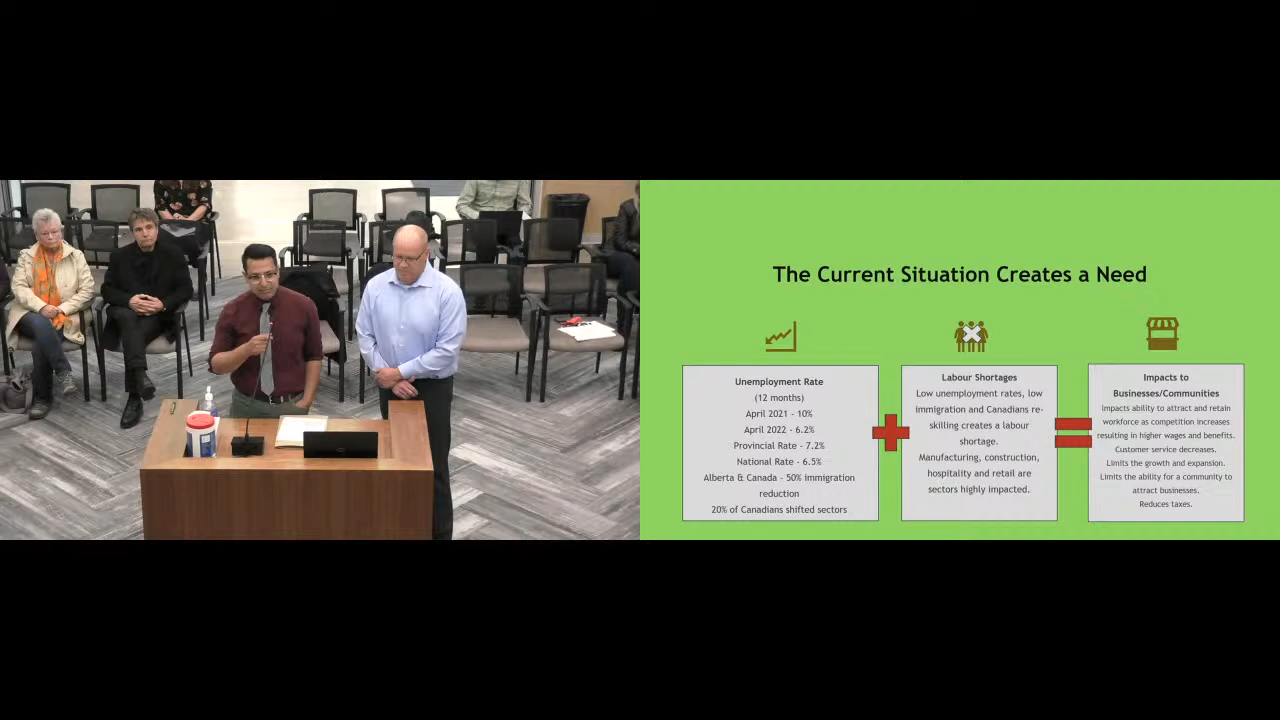 The Current Situation Creates a Need
Unemployment Rate
(12 months)
April 2021 - 10%
April 2022 - 6.2%
Provincial Rate - 7.2%
National Rate - 6.5%
Alberta & Canada - 50% immigration
reduction
20% of Canadians shifted sectors
Labour Shortages
Low unemployment rates, low
immigration and Canadians re-
skilling creates a labour
shortage.
Manufacturing, construction,
hospitality and retail are
sectors highly impacted.
Impacts to
Businesses/Communities
Impacts ability to attract and retain
workforce as competition increases
resulting in higher wages and benefits.
Customer service decreases.
Limits the growth and expansion.
Limits the ability for a community to
attract businesses.
Reduces taxes.